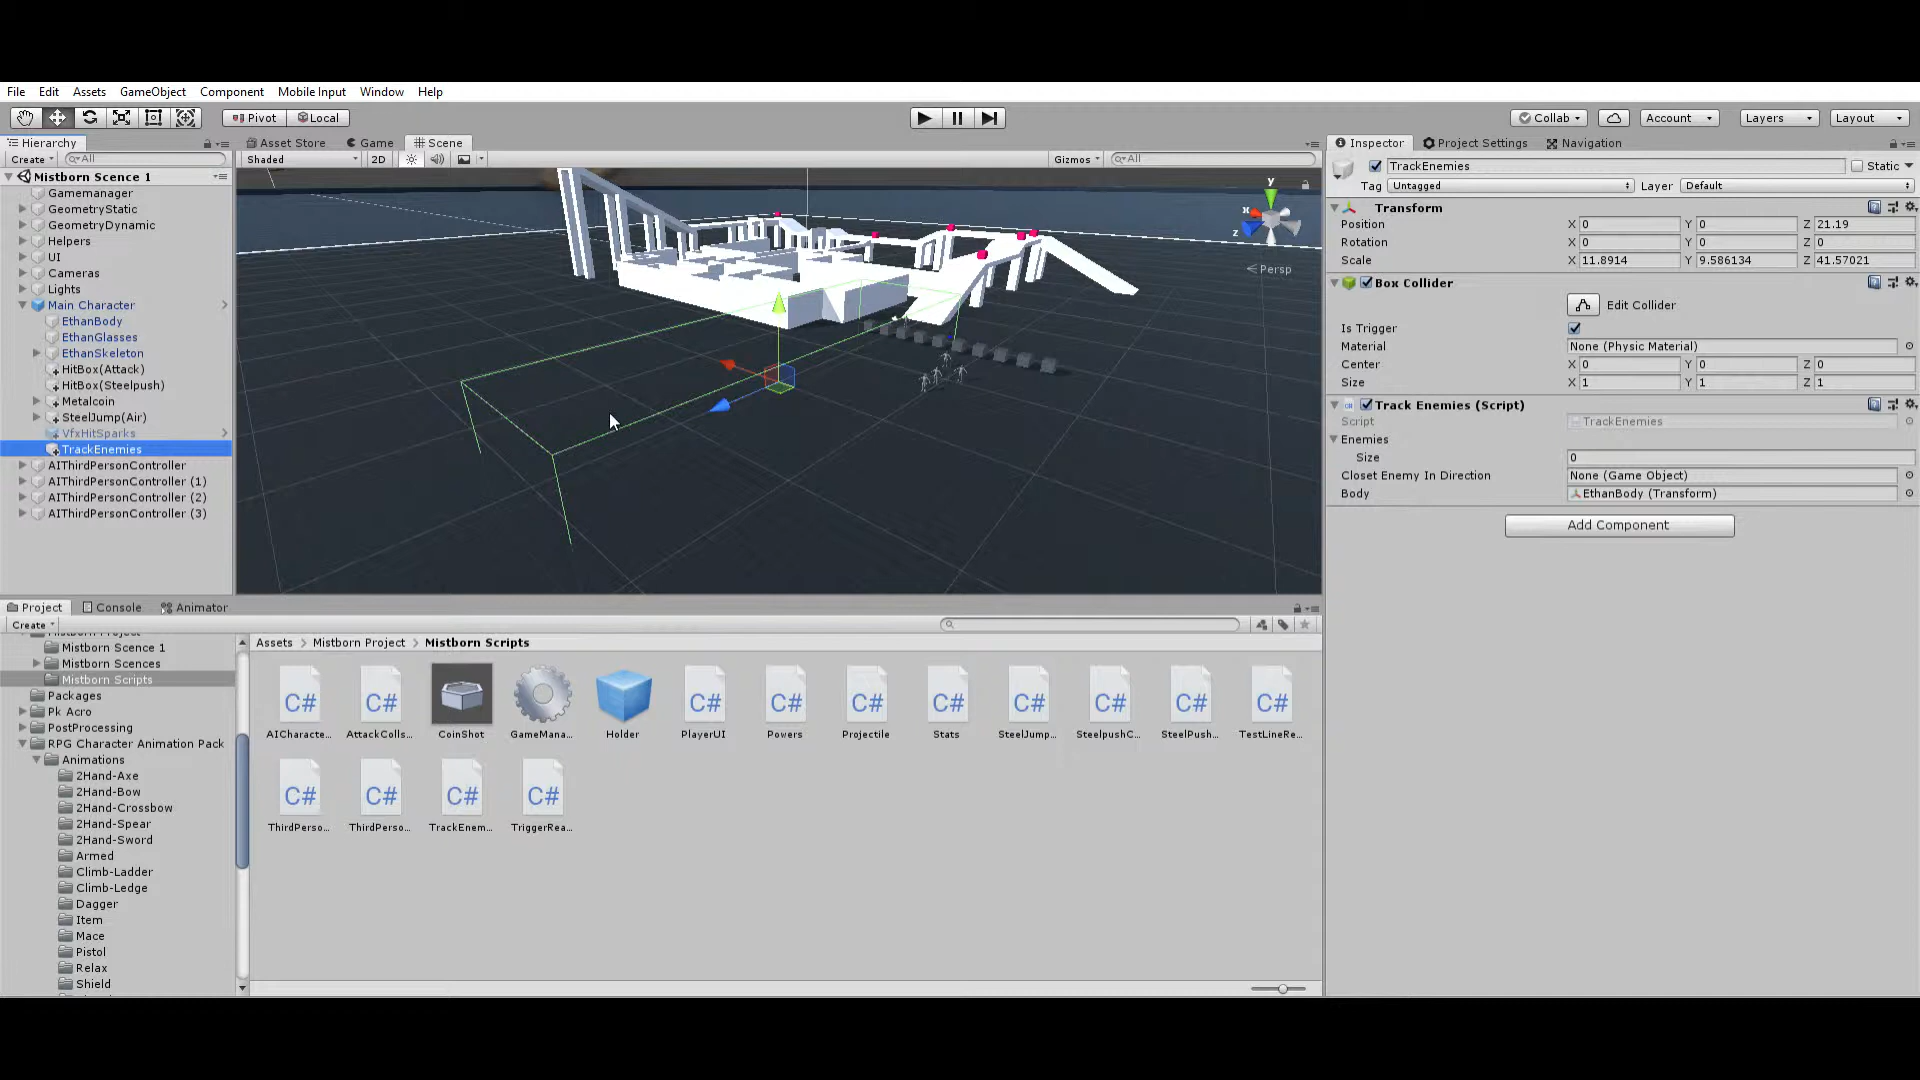 File Edit Assets GameObject Component Mobile Input Window Help
Pivot Local Collab Account Layers Layout
Hierarchy Asset Store Game Scene Inspector Project Settings Navigation
Create All Shaded 2D Gizmos All
TrackEnemies Static
Tag Untagged Layer Default
Mistborn Scence 1
Gamemanager
GeometryStatic
GeometryDynamic
Helpers
UI
Cameras
Lights
Main Character
EthanBody
EthanGlasses
EthanSkeleton
HitBox(Attack)
HitBox(Steelpush)
Metalcoin
SteelJump(Air)
VfxHitSparks
TrackEnemies
AIThirdPersonController
AIThirdPersonController (1)
AIThirdPersonController (2)
AIThirdPersonController (3)
y
x
z
Persp
Transform
Position X 0 Y 0 Z 21.19
Rotation X 0 Y 0 Z 0
Scale X 11.8914 Y 9.586134 Z 41.57021
Box Collider
Edit Collider
Is Trigger
Material None (Physic Material)
Center X 0 Y 0 Z 0
Size X 1 Y 1 Z 1
Track Enemies (Script)
Script TrackEnemies
Enemies
Size 0
Closet Enemy In Direction None (Game Object)
Body EthanBody (Transform)
Add Component
Project Console Animator
Create
Mistborn Scence 1
Mistborn Scences
Mistborn Scripts
Packages
Pk Acro
PostProcessing
RPG Character Animation Pack
Animations
2Hand-Axe
2Hand-Bow
2Hand-Crossbow
2Hand-Spear
2Hand-Sword
Armed
Climb-Ladder
Climb-Ledge
Dagger
Item
Mace
Pistol
Relax
Shield
Assets > Mistborn Project > Mistborn Scripts
C# C# C# C# C# C# C# C# C# C#
AICharacte... AttackColls... CoinShot GameMana... Holder PlayerUI Powers Projectile Stats SteelJump... SteelpushC... SteelPush... TestLineRe...
C# C# C# C#
ThirdPerso... ThirdPerso... TrackEnem... TriggerRea...